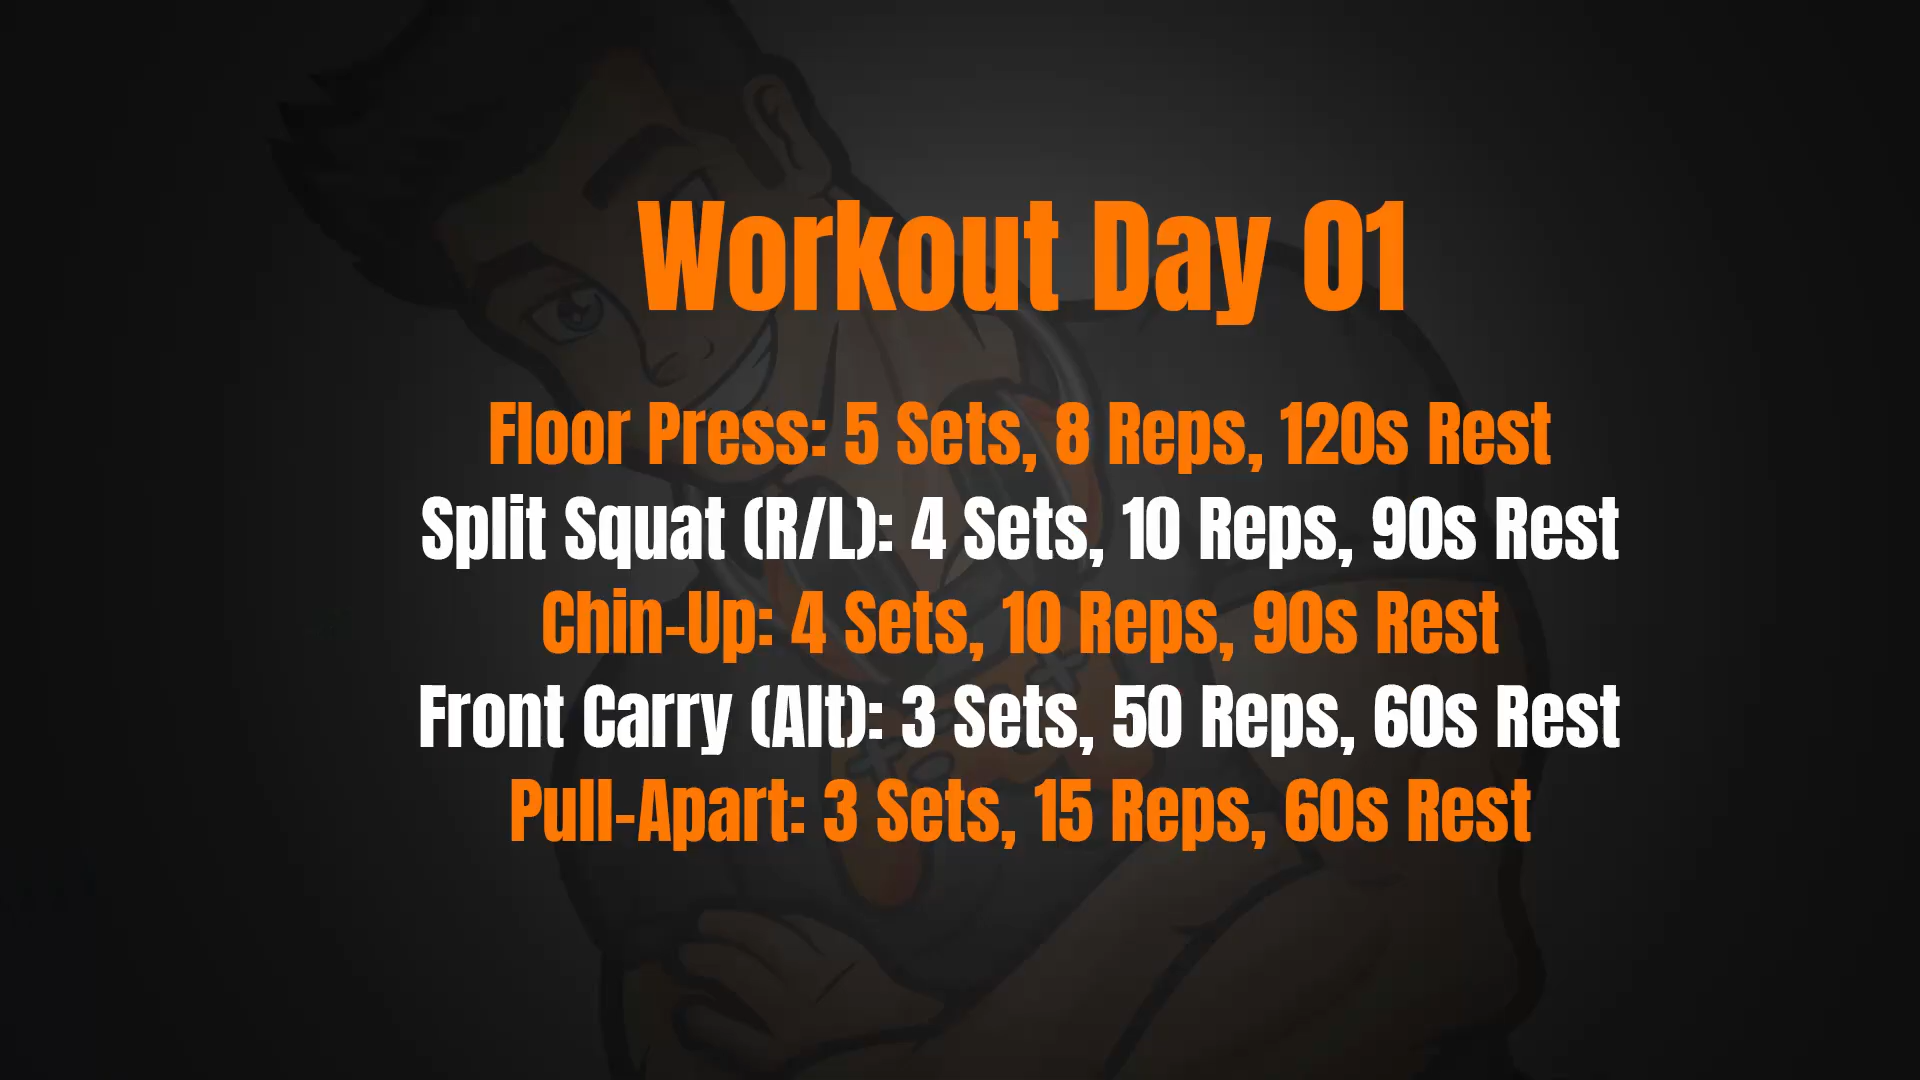 Workout Day 01
Floor Press: 5 Sets, 8 Reps, 120s Rest
Split Squat (R/L): 4 Sets, 10 Reps, 90s Rest
Chin-Up: 4 Sets, 10 Reps, 90s Rest
Front Carry (Alt): 3 Sets, 50 Reps, 60s Rest
Pull-Apart: 3 Sets, 15 Reps, 60s Rest